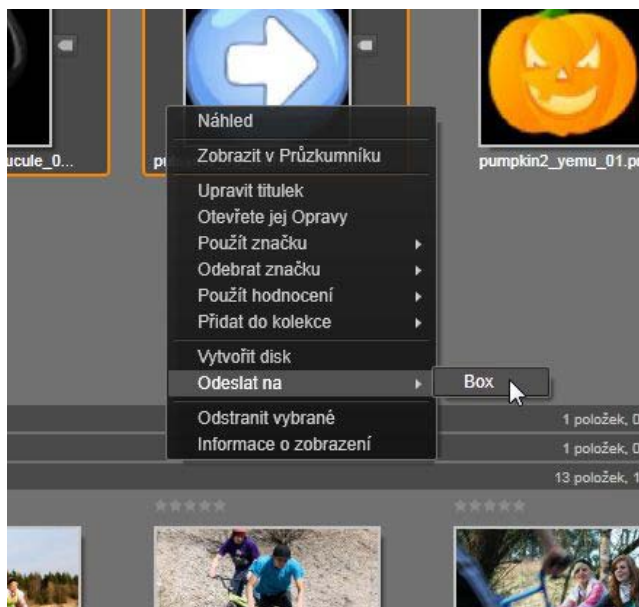 Náhled
ucule_0...
Zobrazit v Průzkumníku
pumpkin2_yemu_01.p
Upravit titulek
Otevřete jej Opravy
Použít značku
Odebrat značku
Použít hodnocení
Přidat do kolekce
Vytvořit disk
Odeslat na
Box
Odstranit vybrané
1 položek, 0
Informace o zobrazení
1 položek, 0
13 položek, 1